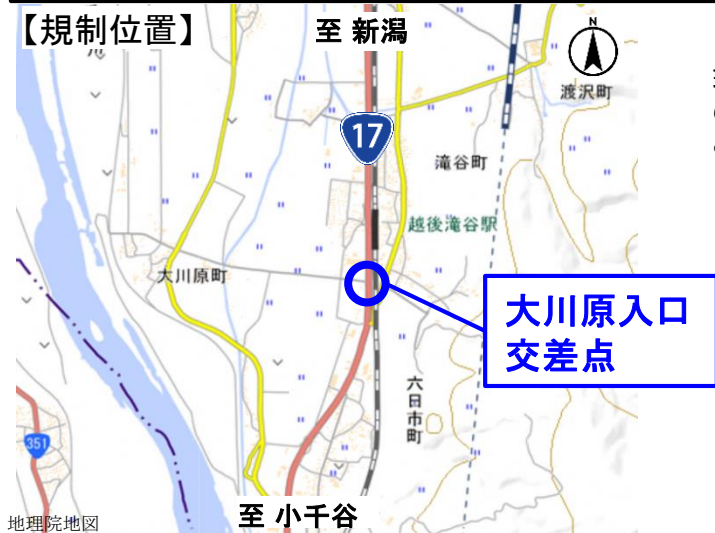 【規制位置】
至 新潟
N
渡沢町
17
滝谷町
越後滝谷駅
大川原町
大川原入口
交差点
六日市町
351
至 小千谷
地理院地図